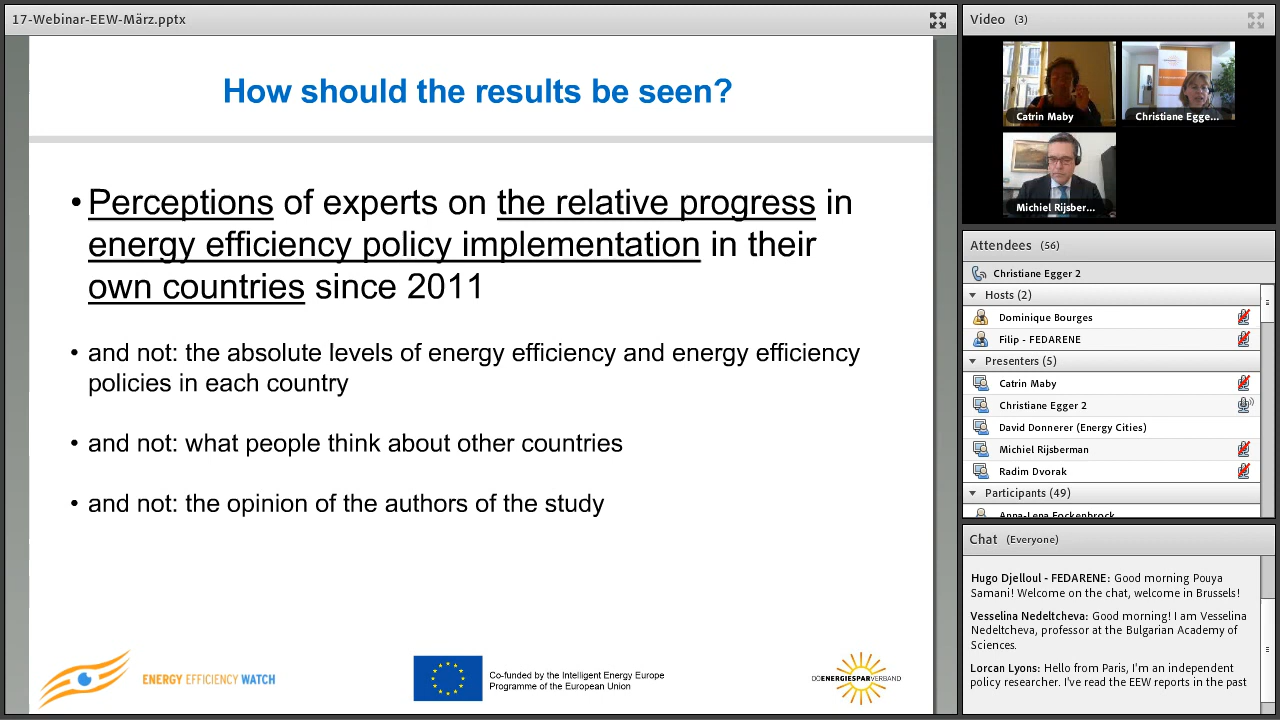 17-Webinar-EEW-März.pptx
How should the results be seen?
• Perceptions of experts on the relative progress in
energy efficiency policy implementation in their
own countries since 2011
• and not: the absolute levels of energy efficiency and energy efficiency
policies in each country
• and not: what people think about other countries
• and not: the opinion of the authors of the study
ENERGY EFFICIENCY WATCH
Co-funded by the Intelligent Energy Europe
Programme of the European Union
OÖ ENERGIESPARVERBAND
Video (3)
Catrin Maby
Christiane Egge...
Michiel Rijsber...
Attendees (56)
Christiane Egger 2
Hosts (2)
Dominique Bourges
Filip - FEDARENE
Presenters (5)
Catrin Maby
Christiane Egger 2
David Donnerer (Energy Cities)
Michiel Rijsberman
Radim Dvorak
Participants (49)
Anna-Lena Fockenbrock
Chat (Everyone)
Hugo Djelloul - FEDARENE: Good morning Pouya
Samani! Welcome on the chat, welcome in Brussels!
Vesselina Nedeltcheva: Good morning! I am Vesselina
Nedeltcheva, professor at the Bulgarian Academy of
Sciences.
Lorcan Lyons: Hello from Paris, I'm an independent
policy researcher. I've read the EEW reports in the past